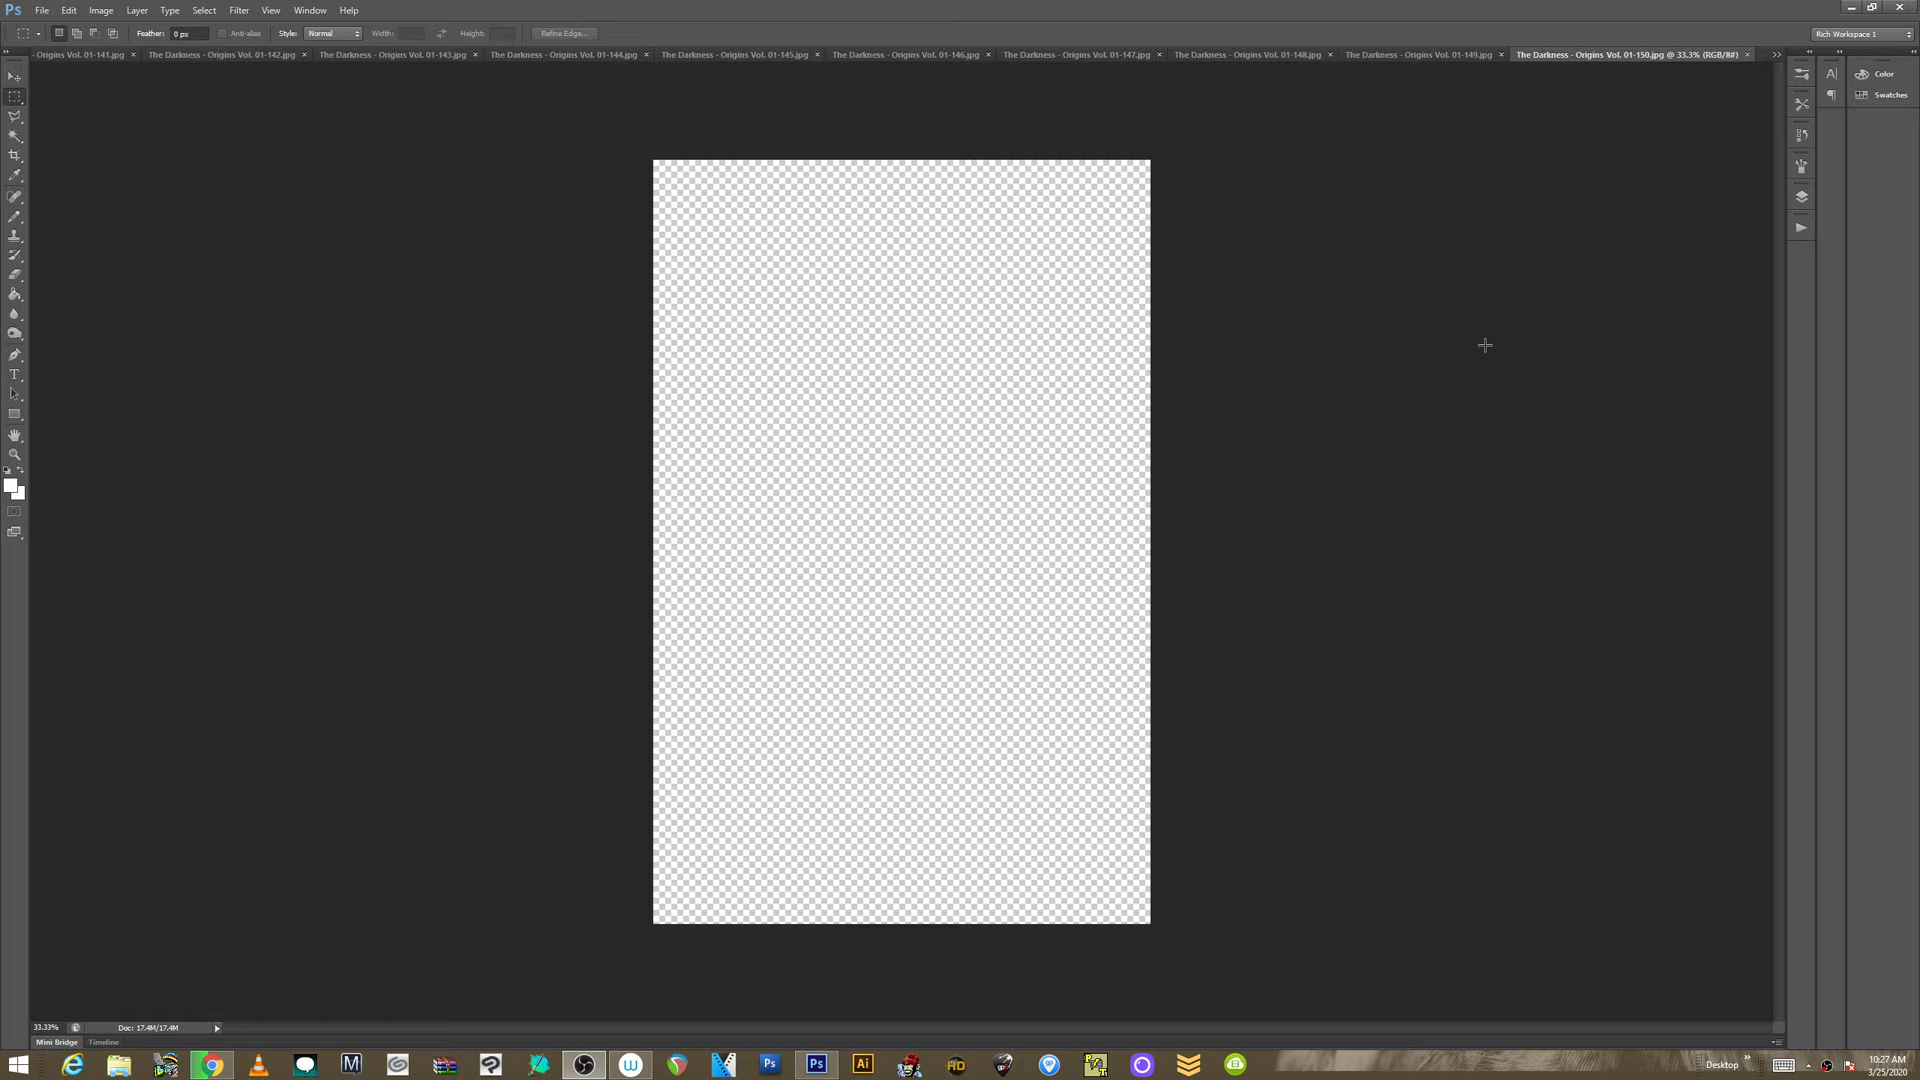 Ps File Edit Image Layer Type Select Filter View Window Help
Feather: 0 px Anti-alias Style: Normal Width: Height: Refine Edge... Rich Workspace 1
Origins Vol. 01-141.jpg × The Darkness - Origins Vol. 01-142.jpg × The Darkness - Origins Vol. 01-143.jpg × The Darkness - Origins Vol. 01-144.jpg × The Darkness - Origins Vol. 01-145.jpg × The Darkness - Origins Vol. 01-146.jpg × The Darkness - Origins Vol. 01-147.jpg × The Darkness - Origins Vol. 01-148.jpg × The Darkness - Origins Vol. 01-149.jpg × The Darkness - Origins Vol. 01-150.jpg @ 33.3% (RGB/8#) ×
Color
Swatches
33.33% Doc: 17.4M/17.4M
Mini Bridge Timeline
Desktop
10:27 AM
3/25/2020